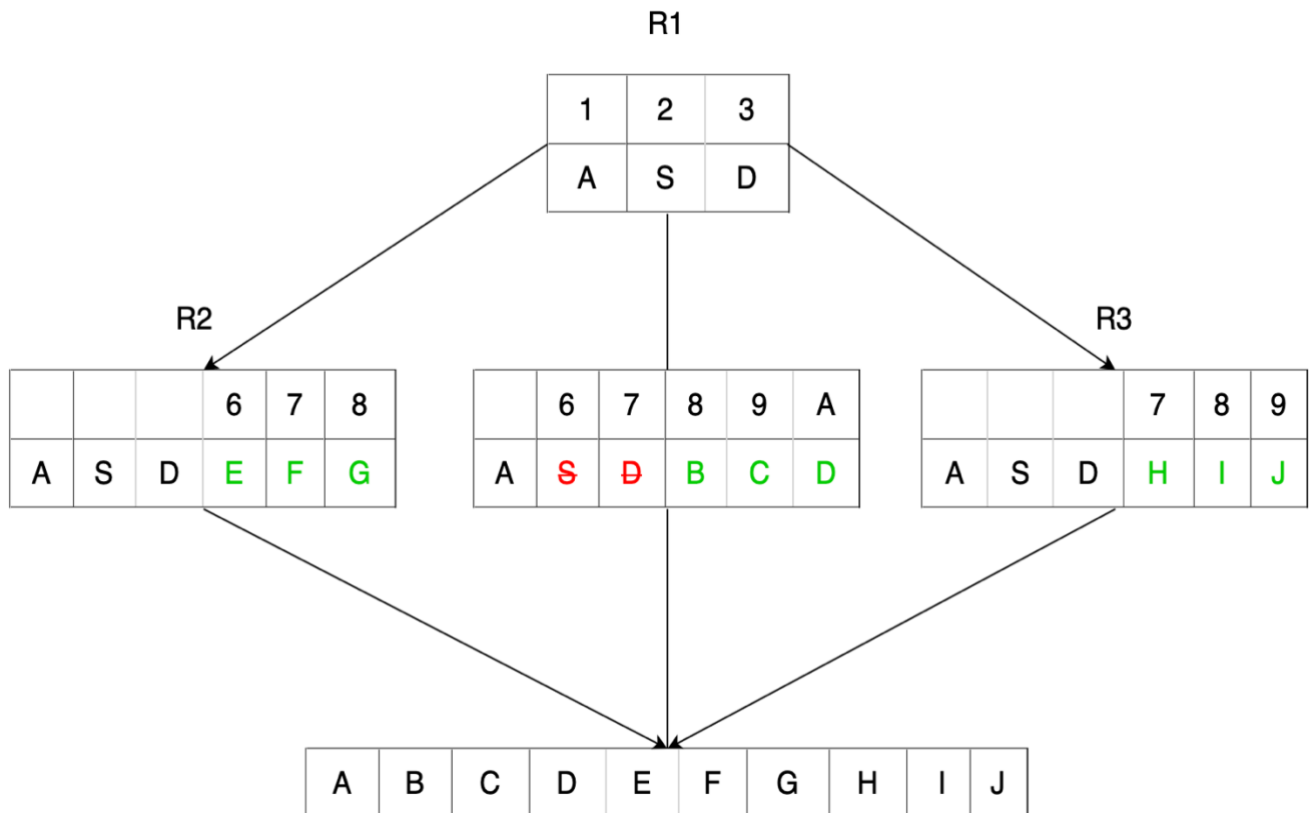 R1
1 2 3
A S D
R2 R3
6 7 8 6 7 8 9 A 7 8 9
A S D E F G A S D B C D A S D H I J
A B C D E F G H I J